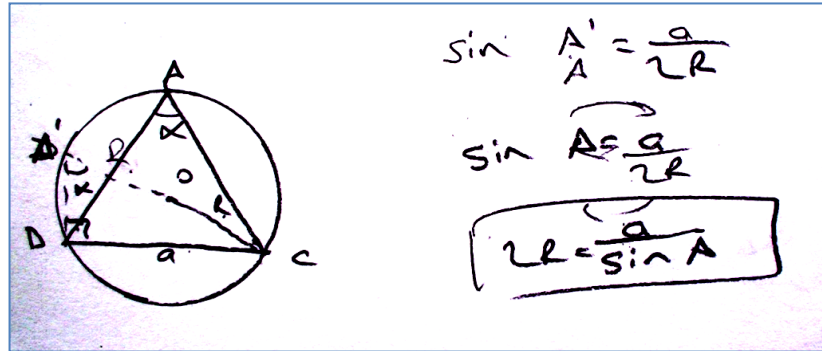 sin A' = a/2R
A
sin A = a/2R
2R = a/sin A
A
α
A'
R
O
α
R
B
a
C